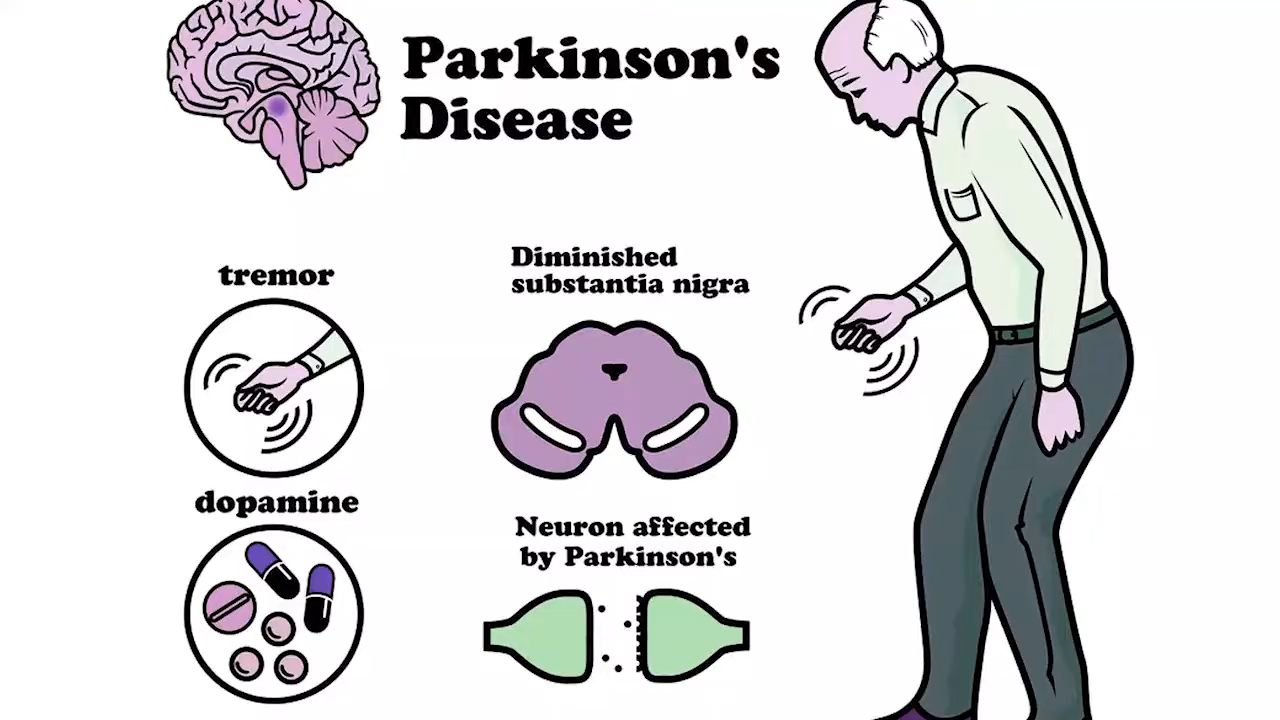 Parkinson's
Disease
tremor
Diminished
substantia nigra
dopamine
Neuron affected
by Parkinson's